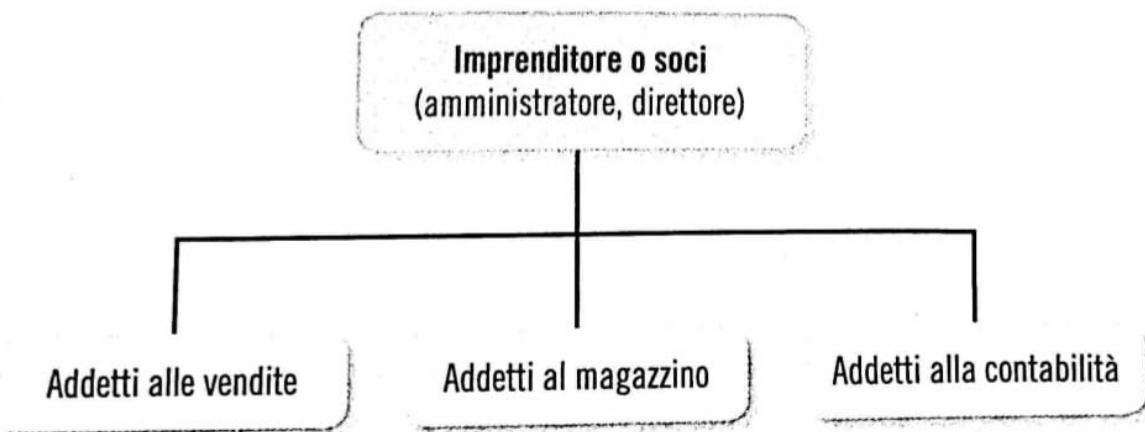 Imprenditore o soci
(amministratore, direttore)
Addetti alle vendite
Addetti al magazzino
Addetti alla contabilità